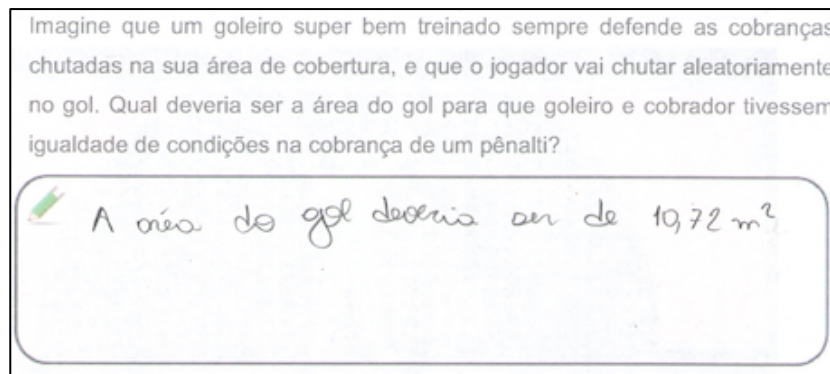 Imagine que um goleiro super bem treinado sempre defende as cobranças
chutadas na sua área de cobertura, e que o jogador vai chutar aleatoriamente
no gol. Qual deveria ser a área do gol para que goleiro e cobrador tivessem
igualdade de condições na cobrança de um pênalti?
A área do gol deveria ser de 10,72 m²